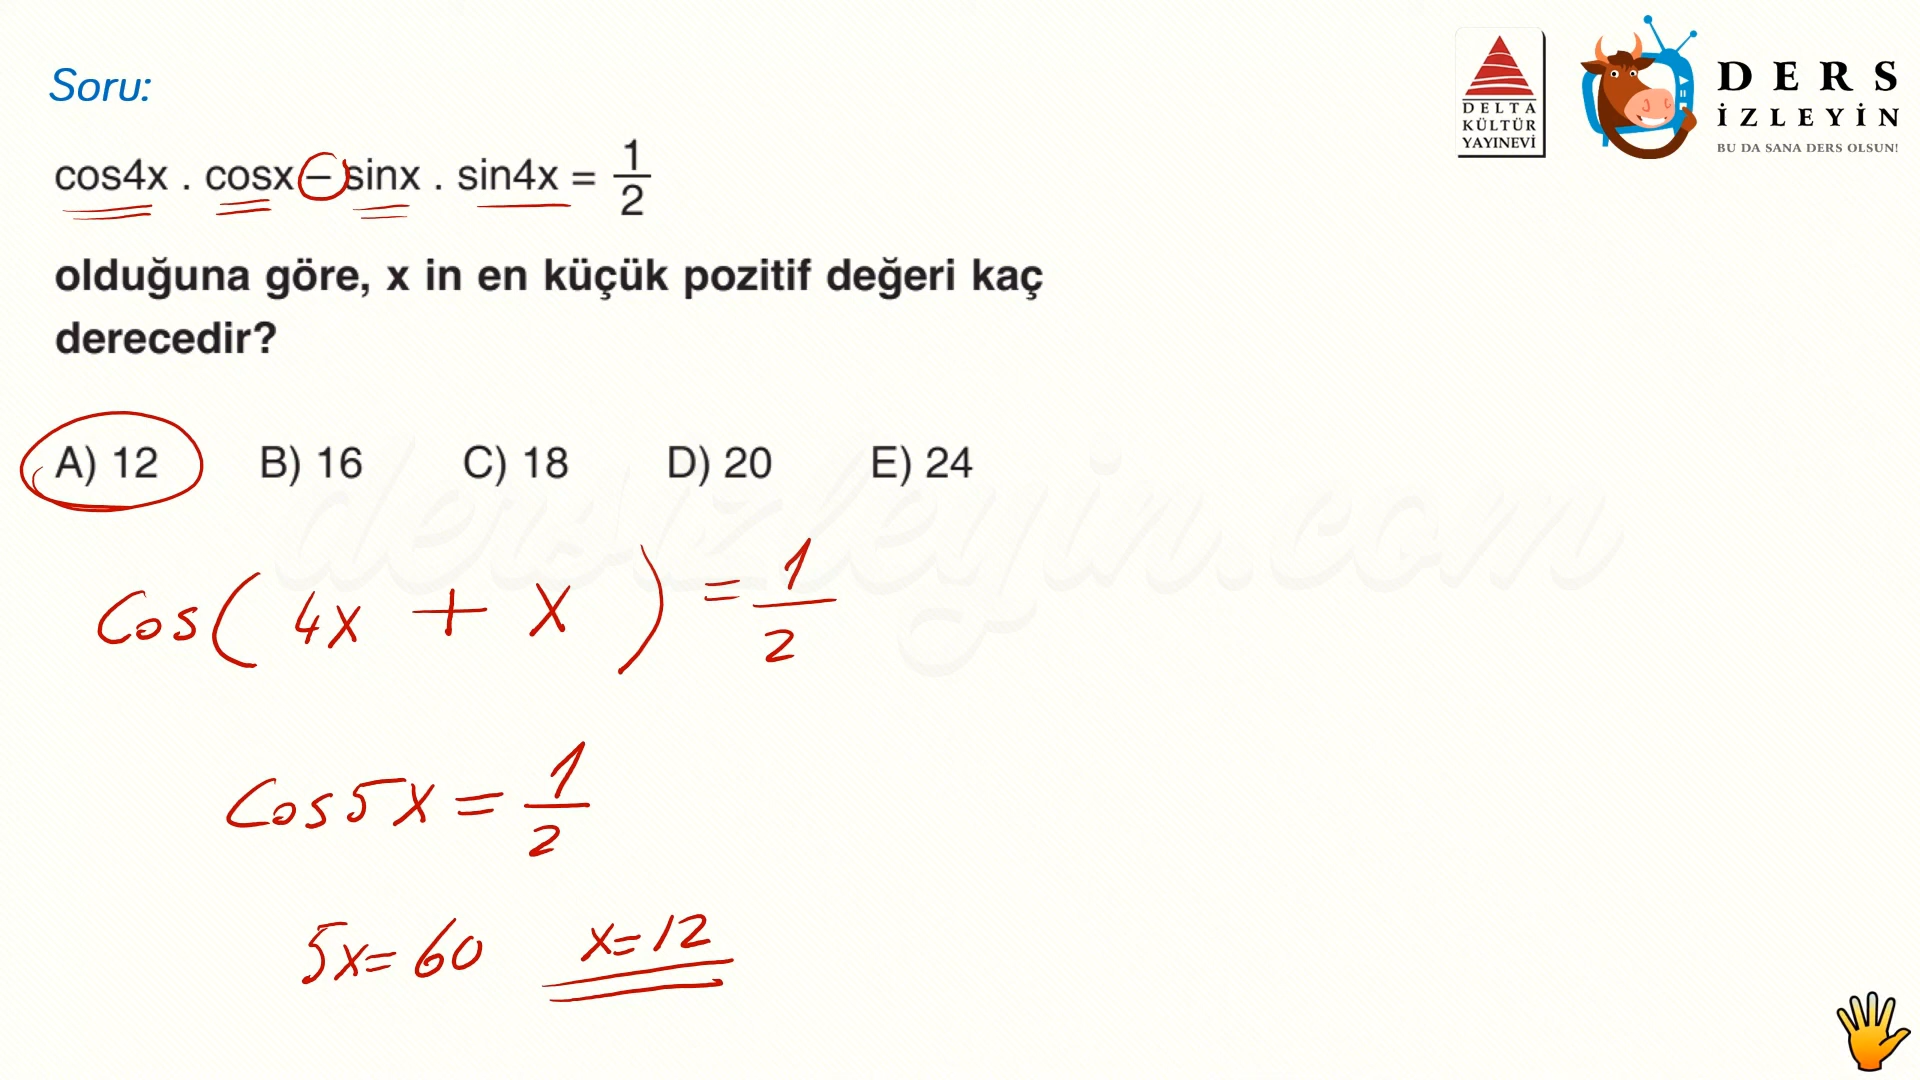 Soru:
DELTA
KÜLTÜR
YAYINEVİ
DERS
İZLEYİN
BU DA SANA DERS OLSUN!
cos4x . cosx – sinx . sin4x = 1/2
olduğuna göre, x in en küçük pozitif değeri kaç
derecedir?
A) 12 B) 16 C) 18 D) 20 E) 24
dersizleyin.com
Cos( 4x + x ) = 1/2
Cos5x = 1/2
5x = 60 x = 12